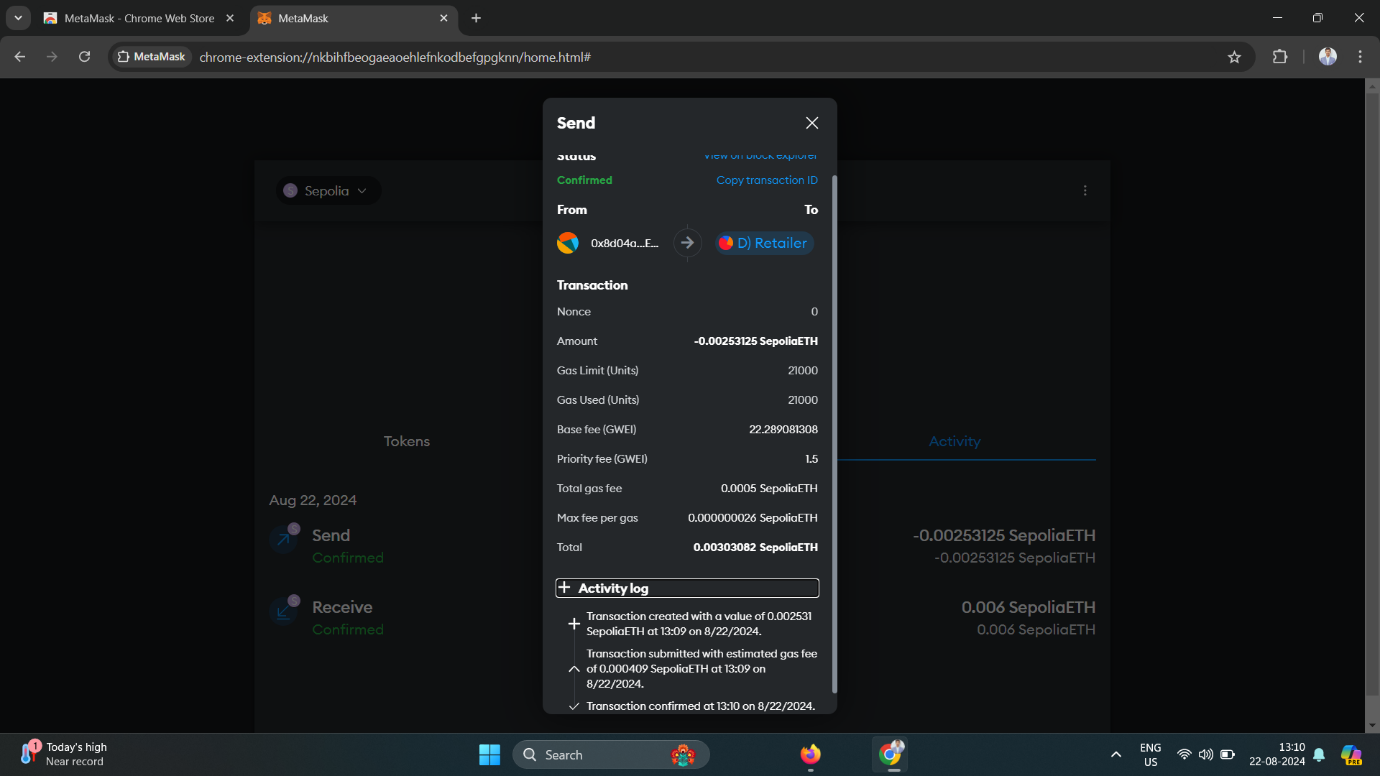 MetaMask - Chrome Web Store
MetaMask
MetaMask
chrome-extension://nkbihfbeogaeaoehlefnkodbefgpgknn/home.html#
Send
Status View on block explorer
Confirmed Copy transaction ID
From To
0x8d04a...E... D) Retailer
Transaction
Nonce 0
Amount -0.00253125 SepoliaETH
Gas Limit (Units) 21000
Gas Used (Units) 21000
Base fee (GWEI) 22.289081308
Priority fee (GWEI) 1.5
Total gas fee 0.0005 SepoliaETH
Max fee per gas 0.000000026 SepoliaETH
Total 0.00303082 SepoliaETH
Activity log
Transaction created with a value of 0.002531
SepoliaETH at 13:09 on 8/22/2024.
Transaction submitted with estimated gas fee
of 0.000409 SepoliaETH at 13:09 on
8/22/2024.
Transaction confirmed at 13:10 on 8/22/2024.
S Sepolia
Tokens Activity
Aug 22, 2024
S
Send -0.00253125 SepoliaETH
Confirmed -0.00253125 SepoliaETH
S
Receive 0.006 SepoliaETH
Confirmed 0.006 SepoliaETH
1
Today's high
Near record
Search
ENG
US
13:10
22-08-2024
PRE